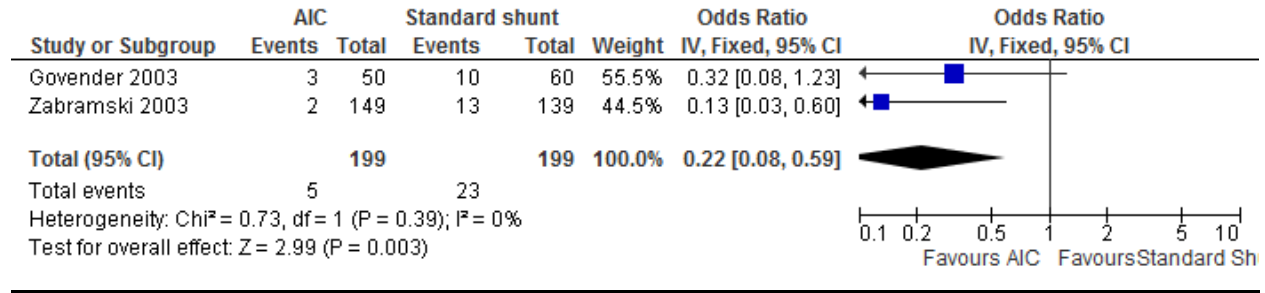 AIC Standard shunt Odds Ratio Odds Ratio
Study or Subgroup Events Total Events Total Weight IV, Fixed, 95% CI IV, Fixed, 95% CI
Govender 2003 3 50 10 60 55.5% 0.32 [0.08, 1.23]
Zabramski 2003 2 149 13 139 44.5% 0.13 [0.03, 0.60]
Total (95% CI) 199 199 100.0% 0.22 [0.08, 0.59]
Total events 5 23
Heterogeneity: Chi² = 0.73, df = 1 (P = 0.39); I² = 0%
Test for overall effect: Z = 2.99 (P = 0.003)
0.1 0.2 0.5 1 2 5 10
Favours AIC FavoursStandard Sh